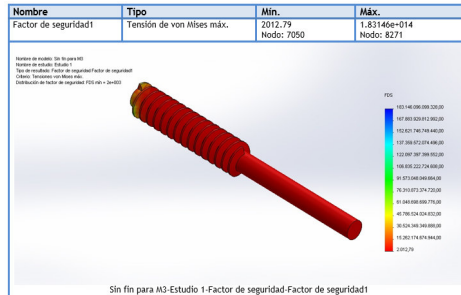 Nombre Tipo Mín. Máx.
Factor de seguridad1 Tensión de von Mises máx. 2012.79 1.83146e+014
Nodo: 7050 Nodo: 8271
Nombre de modelo: Sin fin para M3
Nombre de estudio: Estudio 1
Tipo de resultado: Factor de seguridad Factor de seguridad1
Criterio: Tensiones von Mises máx.
Distribución de factor de seguridad: FDS mín = 2e+003
FDS
183.146.098.099.328,00
167.883.928.812.992,00
152.621.746.749.440,00
137.359.572.074.496,00
122.097.397.399.552,00
106.835.222.724.608,00
91.573.048.049.664,00
76.310.873.374.720,00
61.048.698.699.776,00
45.786.524.024.832,00
30.524.349.349.888,00
15.262.174.674.944,00
2.012,79
Sin fin para M3-Estudio 1-Factor de seguridad-Factor de seguridad1